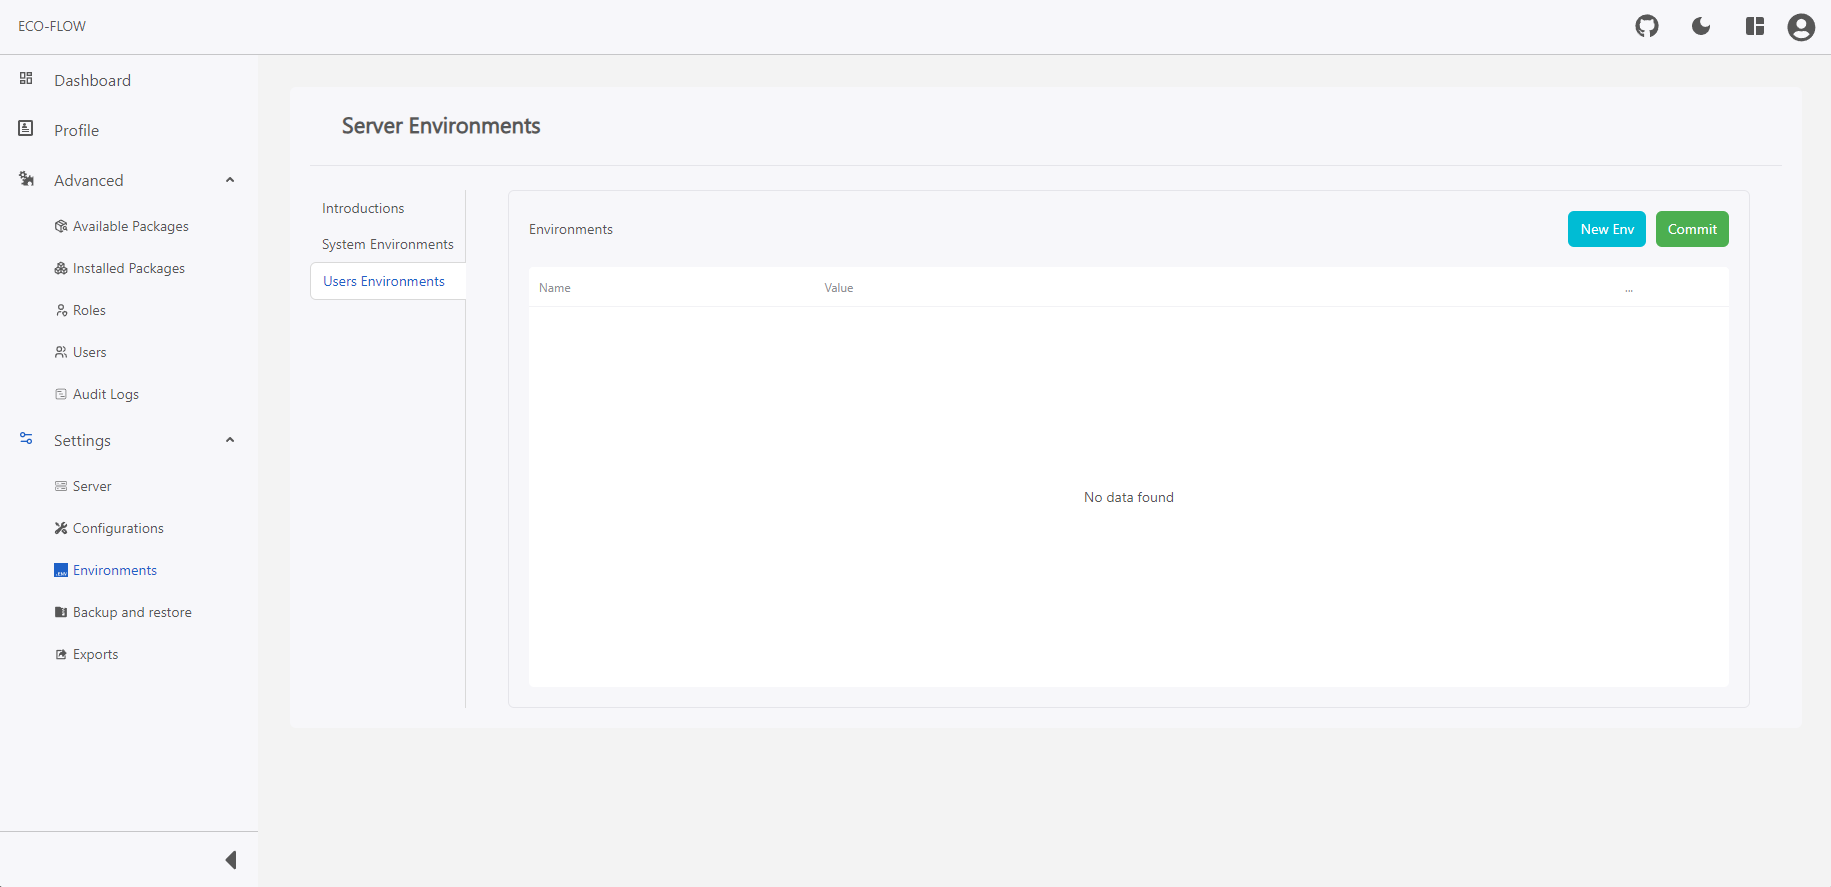 ECO-FLOW
Dashboard
Profile
Advanced
Available Packages
Installed Packages
Roles
Users
Audit Logs
Settings
Server
Configurations
.ENV
Environments
Backup and restore
Exports
Server Environments
Introductions
System Environments
Users Environments
Environments
New Env
Commit
Name
Value
...
No data found